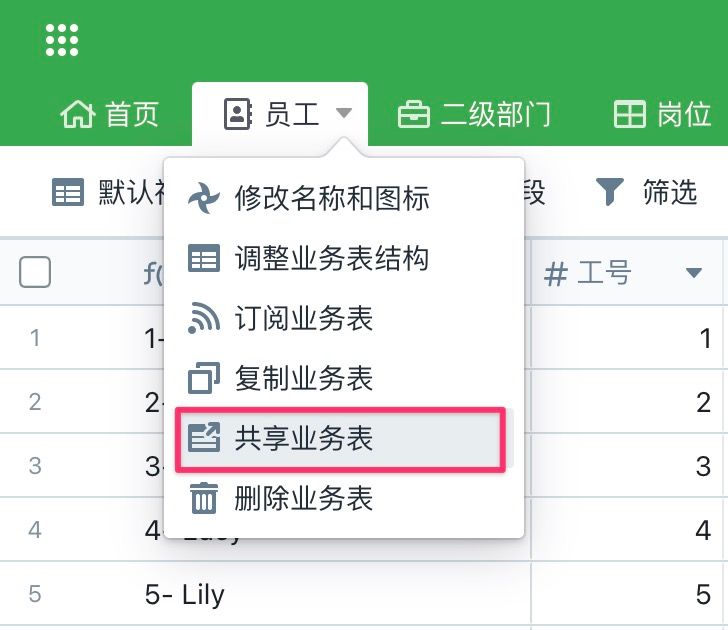 首页 员工 二级部门 岗位
默认 段 筛选
修改名称和图标
调整业务表结构
订阅业务表
复制业务表
共享业务表
删除业务表
f( # 工号
1 1- 1
2 2- 2
3 3- 3
4 4- 4
5 5- Lily 5